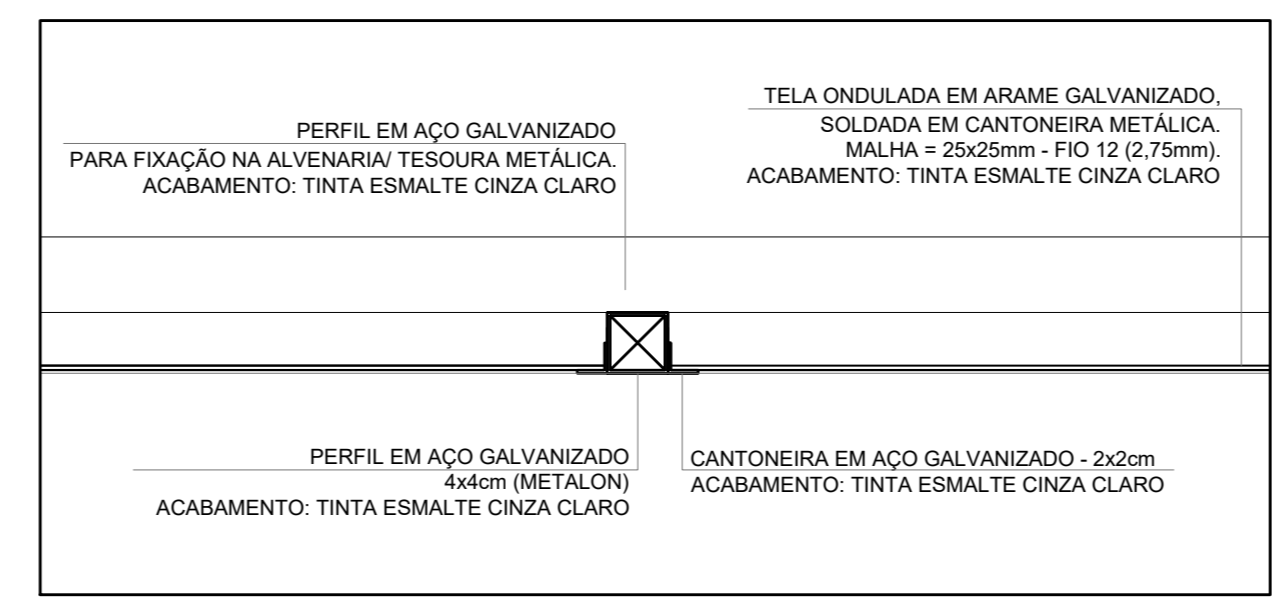 PERFIL EM AÇO GALVANIZADO
PARA FIXAÇÃO NA ALVENARIA/ TESOURA METÁLICA.
ACABAMENTO: TINTA ESMALTE CINZA CLARO
TELA ONDULADA EM ARAME GALVANIZADO,
SOLDADA EM CANTONEIRA METÁLICA.
MALHA = 25x25mm - FIO 12 (2,75mm).
ACABAMENTO: TINTA ESMALTE CINZA CLARO
PERFIL EM AÇO GALVANIZADO
4x4cm (METALON)
ACABAMENTO: TINTA ESMALTE CINZA CLARO
CANTONEIRA EM AÇO GALVANIZADO - 2x2cm
ACABAMENTO: TINTA ESMALTE CINZA CLARO